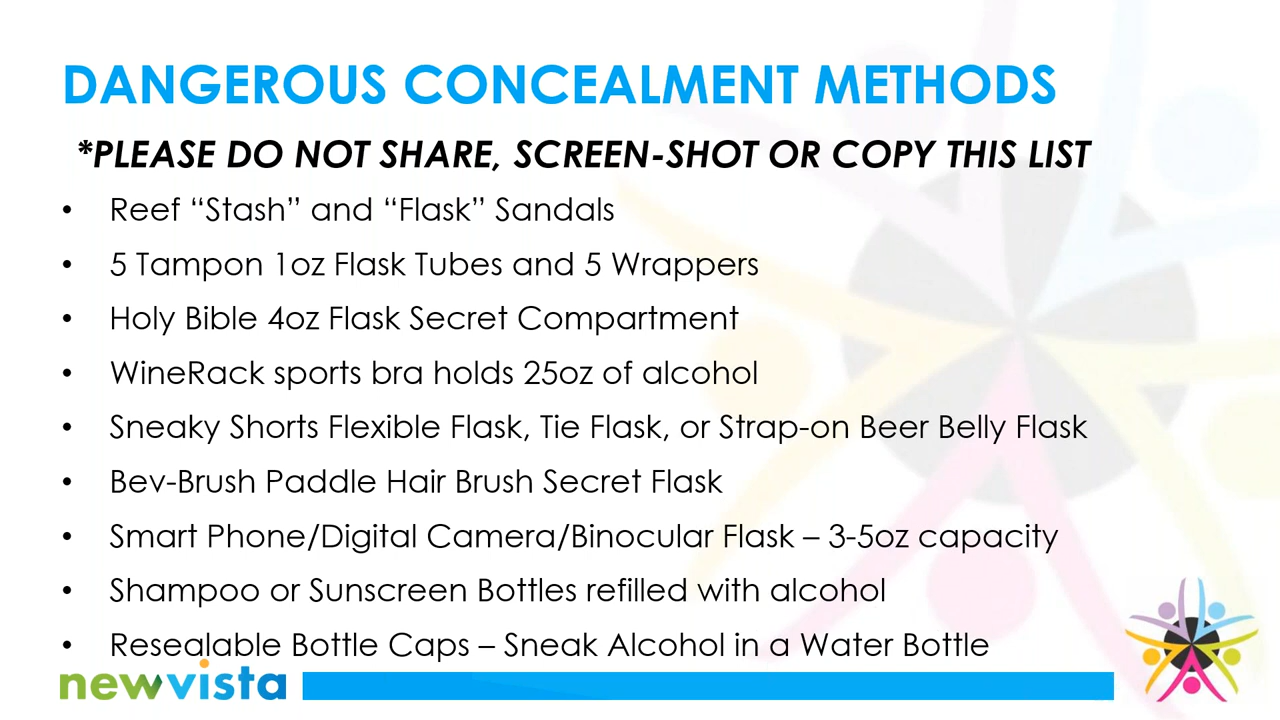 DANGEROUS CONCEALMENT METHODS
*PLEASE DO NOT SHARE, SCREEN-SHOT OR COPY THIS LIST
• Reef “Stash” and “Flask” Sandals
• 5 Tampon 1oz Flask Tubes and 5 Wrappers
• Holy Bible 4oz Flask Secret Compartment
• WineRack sports bra holds 25oz of alcohol
• Sneaky Shorts Flexible Flask, Tie Flask, or Strap-on Beer Belly Flask
• Bev-Brush Paddle Hair Brush Secret Flask
• Smart Phone/Digital Camera/Binocular Flask – 3-5oz capacity
• Shampoo or Sunscreen Bottles refilled with alcohol
• Resealable Bottle Caps – Sneak Alcohol in a Water Bottle
newvista